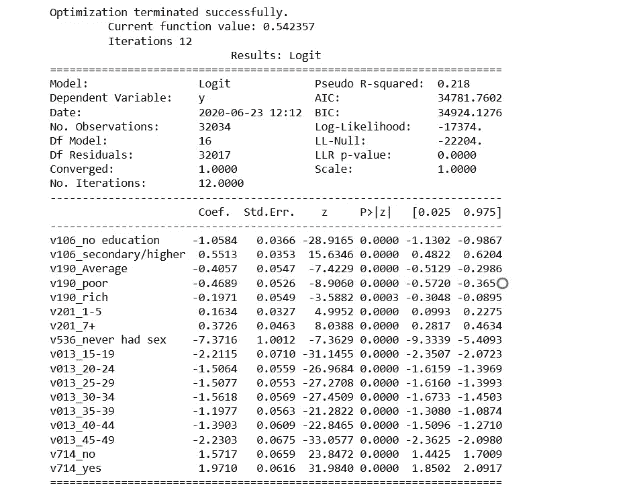 Optimization terminated successfully.
Current function value: 0.542357
Iterations 12
Results: Logit
=================================================================
Model: Logit Pseudo R-squared: 0.218
Dependent Variable: y AIC: 34781.7602
Date: 2020-06-23 12:12 BIC: 34924.1276
No. Observations: 32034 Log-Likelihood: -17374.
Df Model: 16 LL-Null: -22204.
Df Residuals: 32017 LLR p-value: 0.0000
Converged: 1.0000 Scale: 1.0000
No. Iterations: 12.0000
-----------------------------------------------------------------
Coef. Std.Err. z P>|z| [0.025 0.975]
-----------------------------------------------------------------
v106_no education -1.0584 0.0366 -28.9165 0.0000 -1.1302 -0.9867
v106_secondary/higher 0.5513 0.0353 15.6346 0.0000 0.4822 0.6204
v190_Average -0.4057 0.0547 -7.4229 0.0000 -0.5129 -0.2986
v190_poor -0.4689 0.0526 -8.9060 0.0000 -0.5720 -0.3650
v190_rich -0.1971 0.0549 -3.5882 0.0003 -0.3048 -0.0895
v201_1-5 0.1634 0.0327 4.9952 0.0000 0.0993 0.2275
v201_7+ 0.3726 0.0463 8.0388 0.0000 0.2817 0.4634
v536_never had sex -7.3716 1.0012 -7.3629 0.0000 -9.3339 -5.4093
v013_15-19 -2.2115 0.0710 -31.1455 0.0000 -2.3507 -2.0723
v013_20-24 -1.5064 0.0559 -26.9684 0.0000 -1.6159 -1.3969
v013_25-29 -1.5077 0.0553 -27.2708 0.0000 -1.6160 -1.3993
v013_30-34 -1.5618 0.0569 -27.4509 0.0000 -1.6733 -1.4503
v013_35-39 -1.1977 0.0563 -21.2822 0.0000 -1.3080 -1.0874
v013_40-44 -1.3903 0.0609 -22.8465 0.0000 -1.5096 -1.2710
v013_45-49 -2.2303 0.0675 -33.0577 0.0000 -2.3625 -2.0980
v714_no 1.5717 0.0659 23.8472 0.0000 1.4425 1.7009
v714_yes 1.9710 0.0616 31.9840 0.0000 1.8502 2.0917
=================================================================